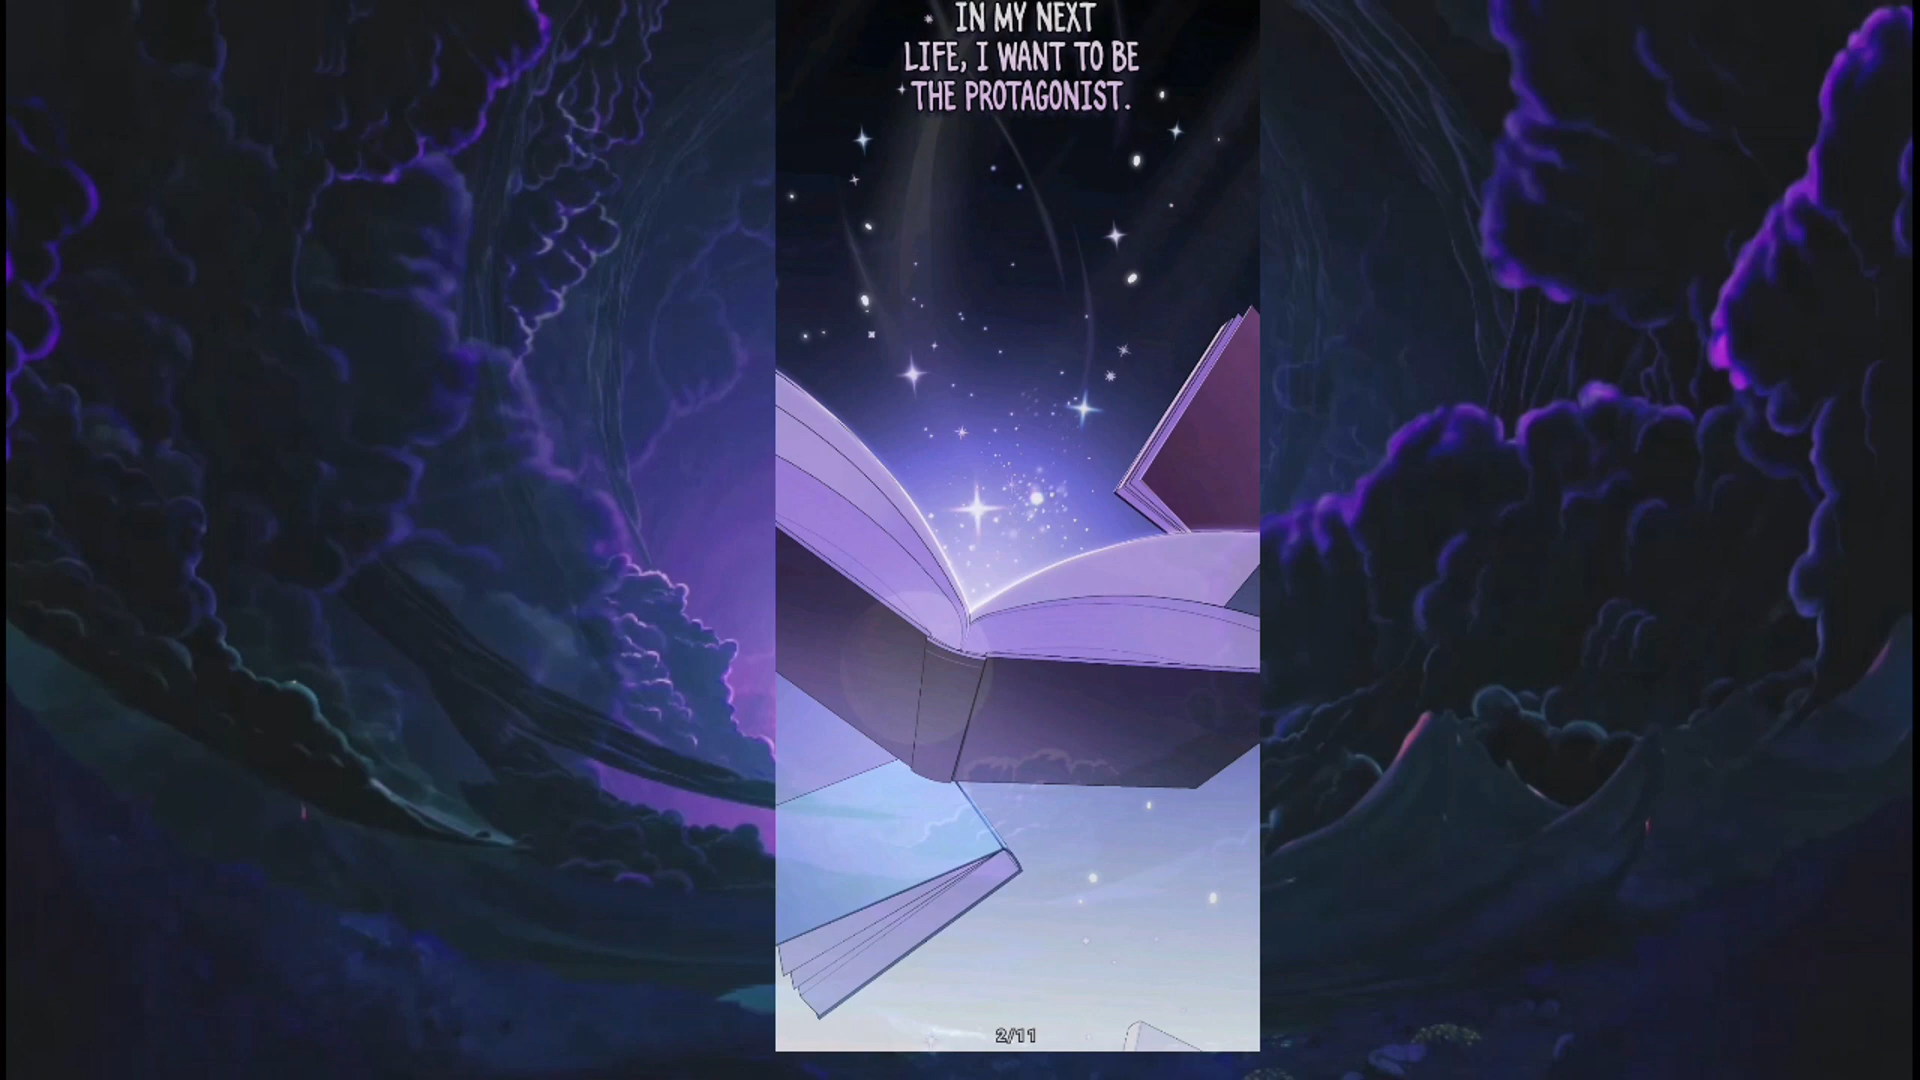 IN MY NEXT
LIFE, I WANT TO BE
THE PROTAGONIST.
2/11